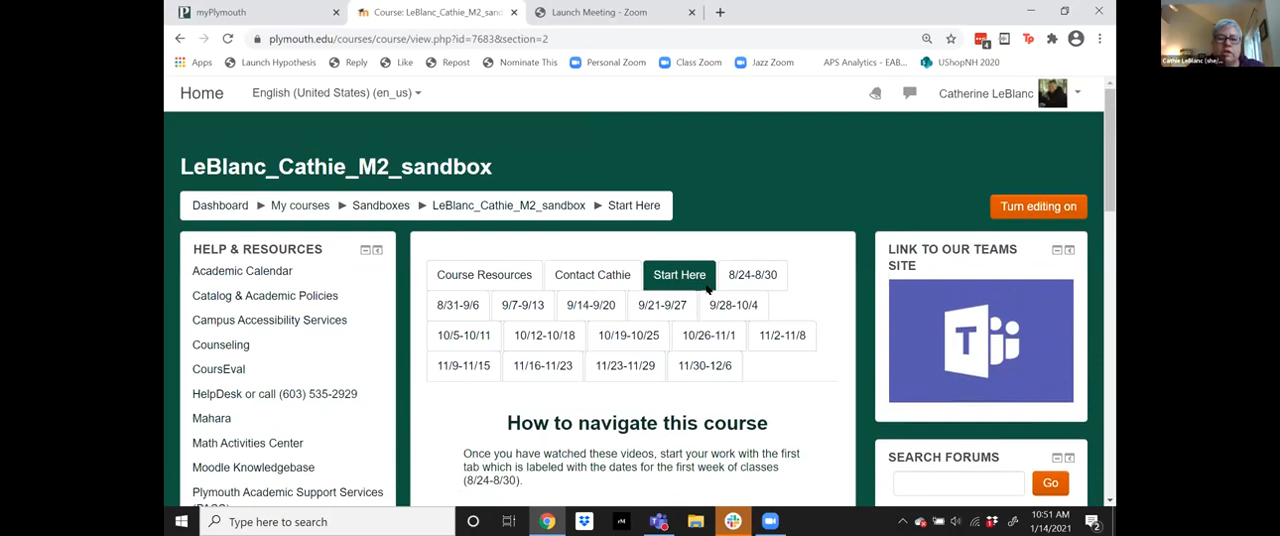 myPlymouth
Course: LeBlanc_Cathie_M2_sand
Launch Meeting - Zoom
plymouth.edu/courses/course/view.php?id=7683&section=2
Apps
Launch Hypothesis
Reply
Like
Repost
Nominate This
Personal Zoom
Class Zoom
Jazz Zoom
APS Analytics - EAB...
UShopNH 2020
Home
English (United States) (en_us)
Catherine LeBlanc
Cathie LeBlanc (she/...
LeBlanc_Cathie_M2_sandbox
Dashboard ▶ My courses ▶ Sandboxes ▶ LeBlanc_Cathie_M2_sandbox ▶ Start Here
Turn editing on
HELP & RESOURCES
Academic Calendar
Catalog & Academic Policies
Campus Accessibility Services
Counseling
CoursEval
HelpDesk or call (603) 535-2929
Mahara
Math Activities Center
Moodle Knowledgebase
Plymouth Academic Support Services
Course Resources
Contact Cathie
Start Here
8/24-8/30
8/31-9/6
9/7-9/13
9/14-9/20
9/21-9/27
9/28-10/4
10/5-10/11
10/12-10/18
10/19-10/25
10/26-11/1
11/2-11/8
11/9-11/15
11/16-11/23
11/23-11/29
11/30-12/6
How to navigate this course
Once you have watched these videos, start your work with the first
tab which is labeled with the dates for the first week of classes
(8/24-8/30).
LINK TO OUR TEAMS
SITE
T
SEARCH FORUMS
Go
Type here to search
10:51 AM
1/14/2021